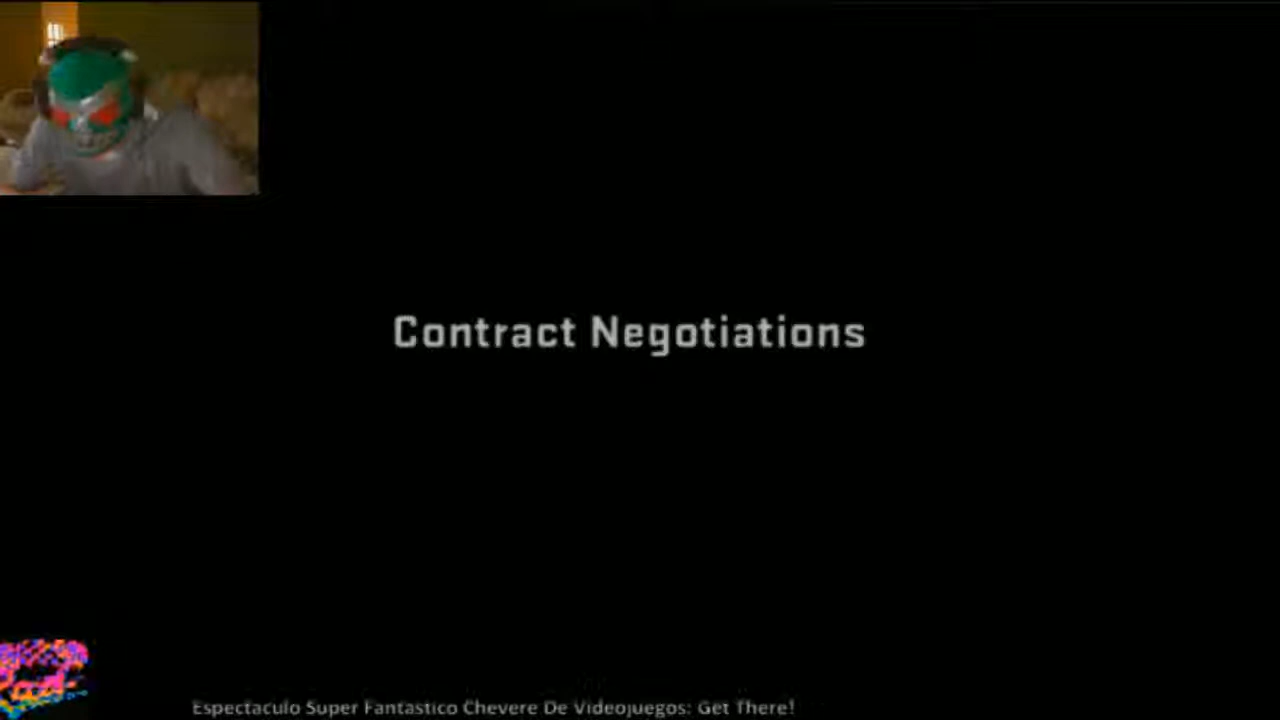 Contract Negotiations
Espectaculo Super Fantastico Chevere De Videojuegos: Get There!